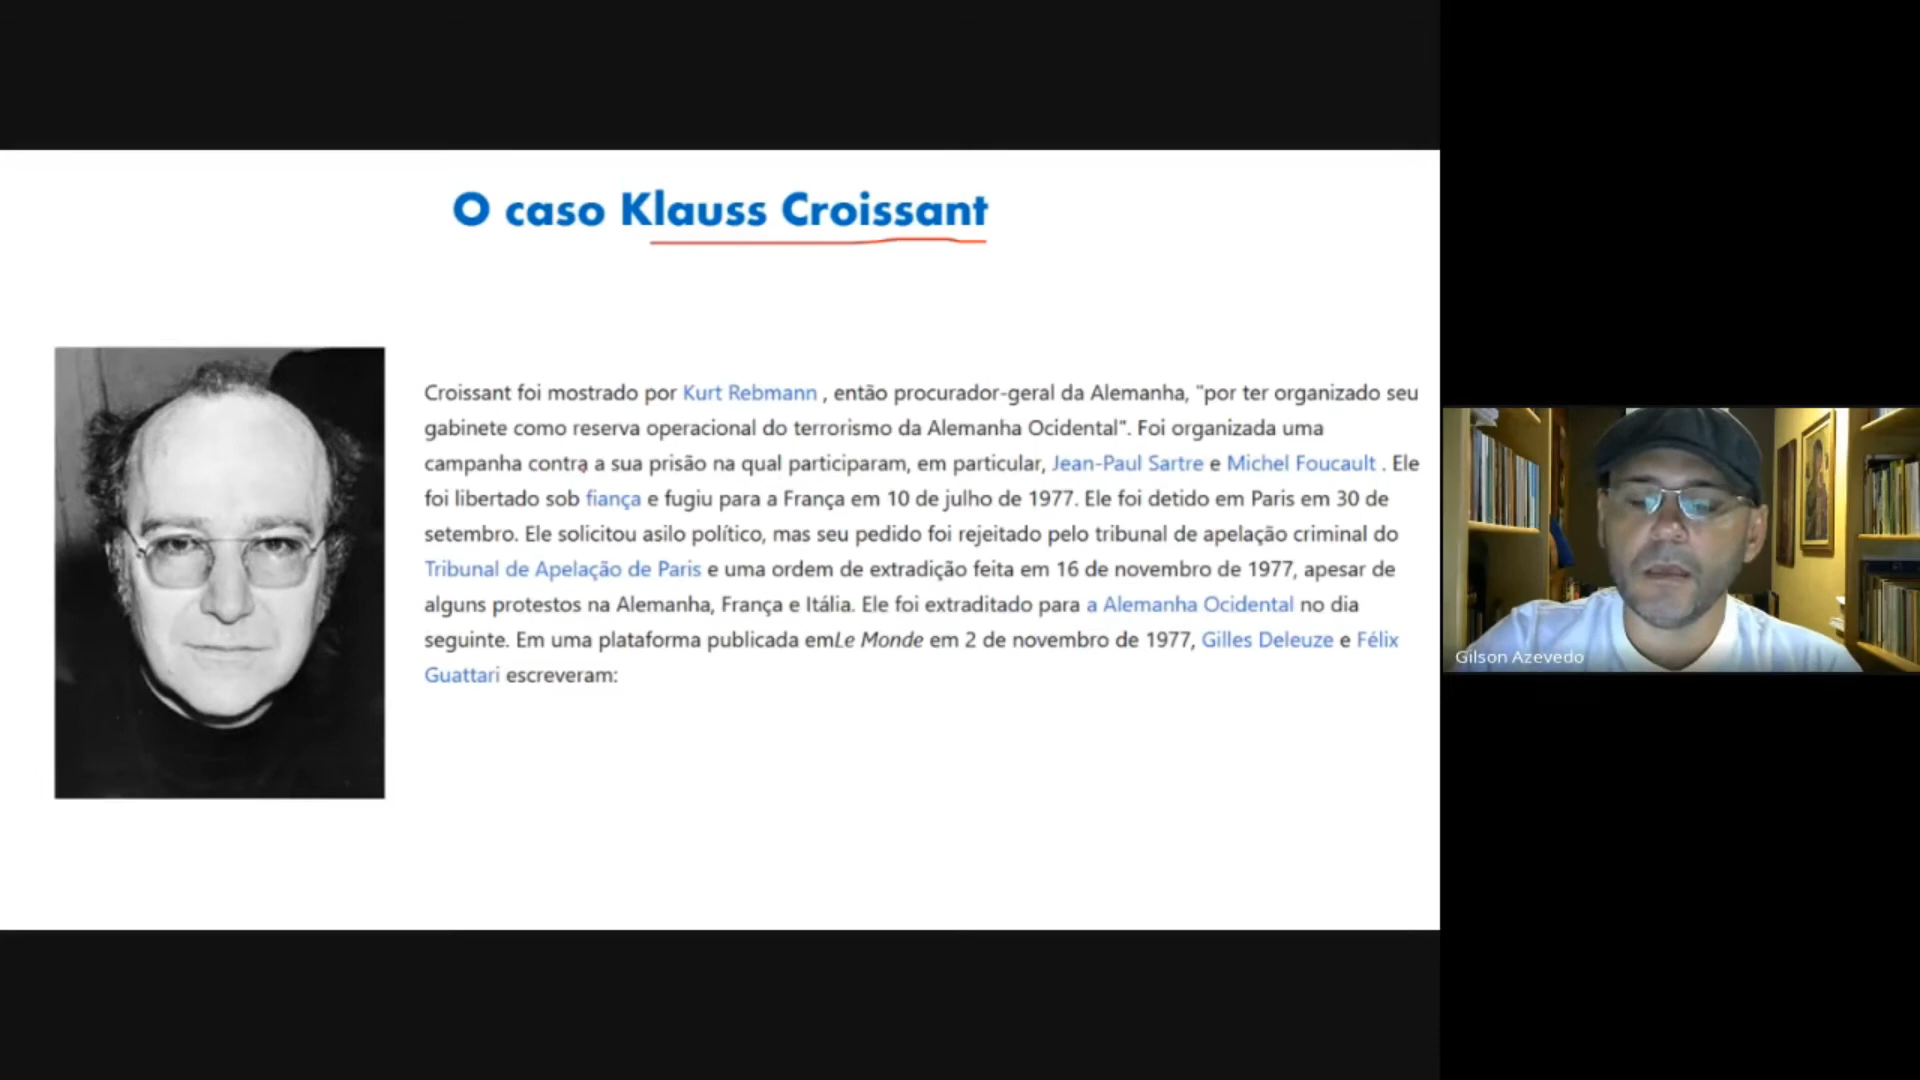 O caso Klauss Croissant
Croissant foi mostrado por Kurt Rebmann , então procurador-geral da Alemanha, "por ter organizado seu
gabinete como reserva operacional do terrorismo da Alemanha Ocidental". Foi organizada uma
campanha contra a sua prisão na qual participaram, em particular, Jean-Paul Sartre e Michel Foucault . Ele
foi libertado sob fiança e fugiu para a França em 10 de julho de 1977. Ele foi detido em Paris em 30 de
setembro. Ele solicitou asilo político, mas seu pedido foi rejeitado pelo tribunal de apelação criminal do
Tribunal de Apelação de Paris e uma ordem de extradição feita em 16 de novembro de 1977, apesar de
alguns protestos na Alemanha, França e Itália. Ele foi extraditado para a Alemanha Ocidental no dia
seguinte. Em uma plataforma publicada emLe Monde em 2 de novembro de 1977, Gilles Deleuze e Félix
Guattari escreveram:
Gilson Azevedo